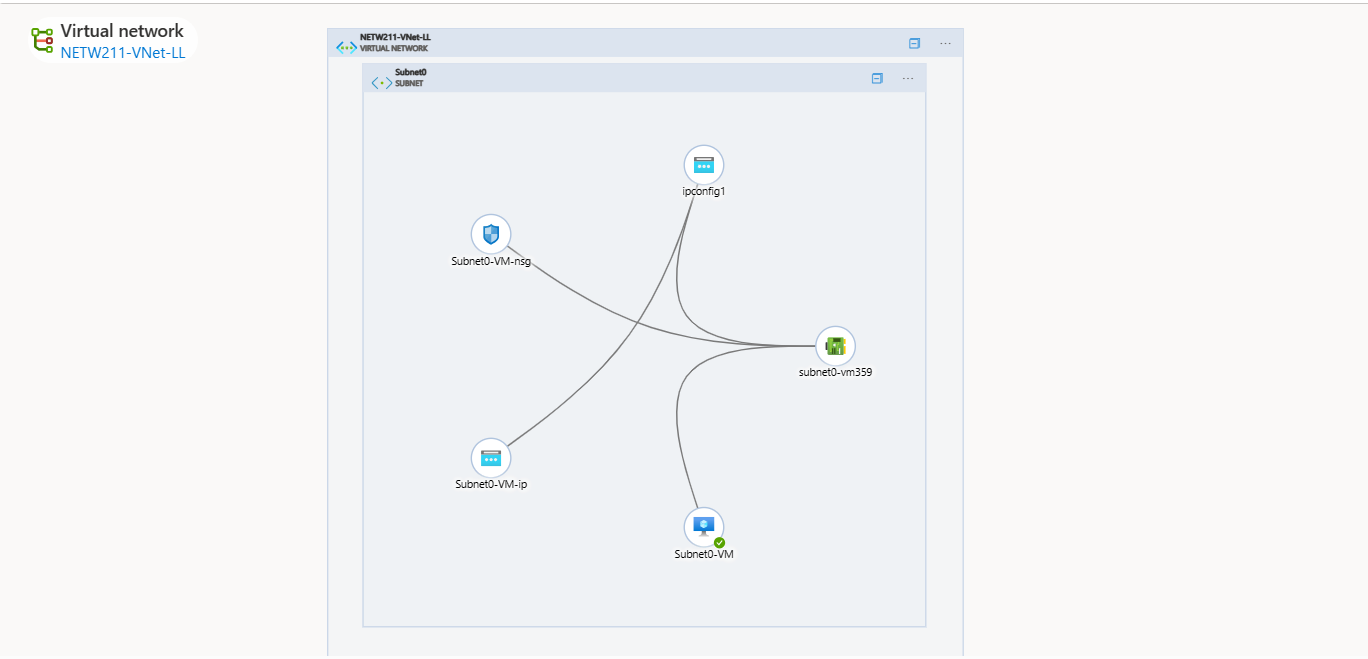 Virtual network
NETW211-VNet-LL
NETW211-VNet-LL
VIRTUAL NETWORK
Subnet0
SUBNET
ipconfig1
Subnet0-VM-nsg
subnet0-vm359
Subnet0-VM-ip
Subnet0-VM